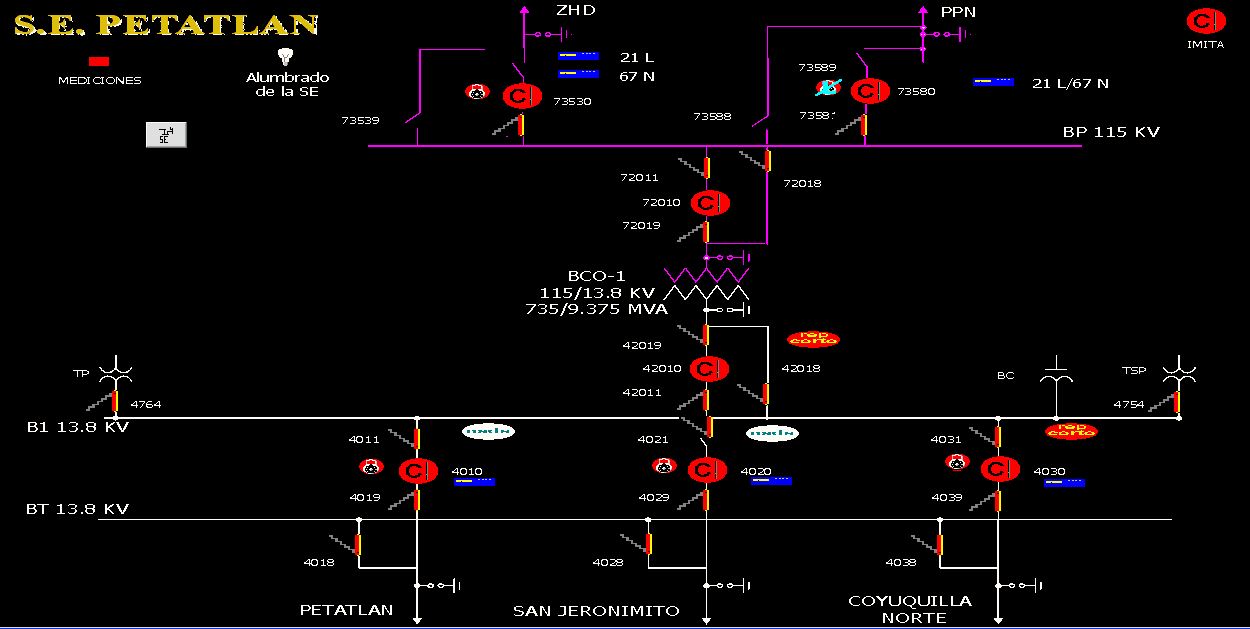 S.E. PETATLAN
ZHD
PPN
C
IMITA
MEDICIONES
Alumbrado
de la SE
21 L
67 N
73589
21 L/67 N
C
73530
C
73580
73539
73588
BP 115 KV
SE
72011
72018
72010
C
72019
BCO-1
115/13.8 KV
735/9.375 MVA
42019
rep
corto
42010
C
42018
42011
TP
4764
BC
TSP
4754
B1 13.8 KV
4011
4021
4031
rep
corto
C
4010
C
4020
C
4030
4019
4029
4039
BT 13.8 KV
4018
4028
4038
PETATLAN
SAN JERONIMITO
COYUQUILLA
NORTE